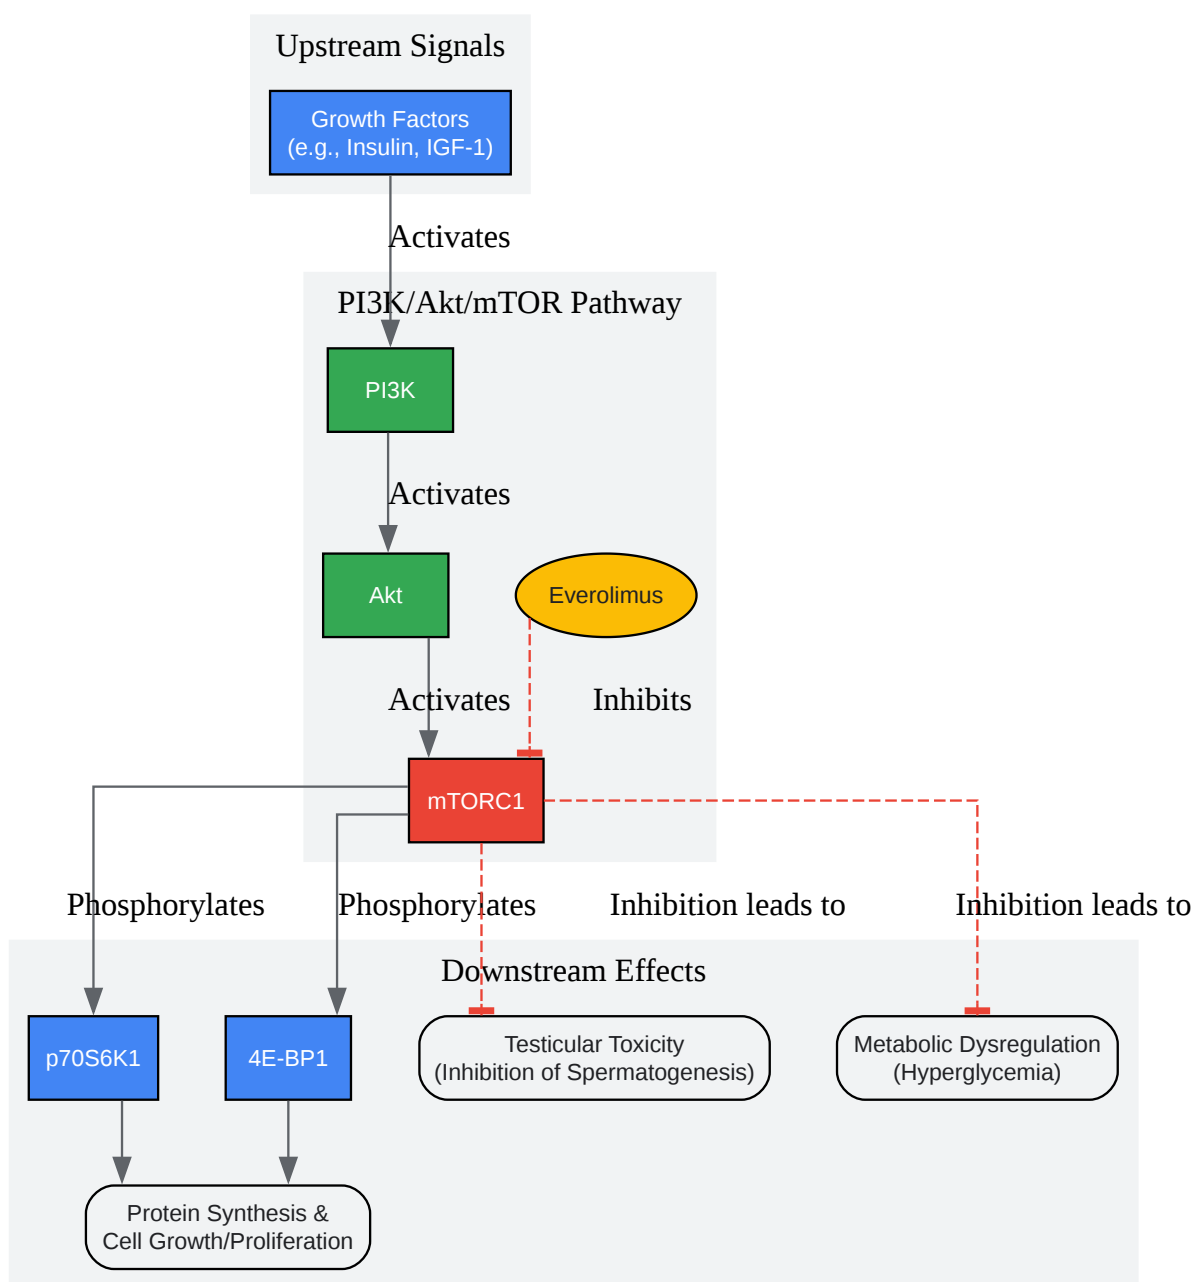 Upstream Signals
Growth Factors
(e.g., Insulin, IGF-1)
Activates
PI3K/Akt/mTOR Pathway
PI3K
Activates
Akt
Everolimus
Activates
Inhibits
mTORC1
Phosphorylates
Phosphorylates
Inhibition leads to
Inhibition leads to
Downstream Effects
p70S6K1
4E-BP1
Testicular Toxicity
(Inhibition of Spermatogenesis)
Metabolic Dysregulation
(Hyperglycemia)
Protein Synthesis &
Cell Growth/Proliferation